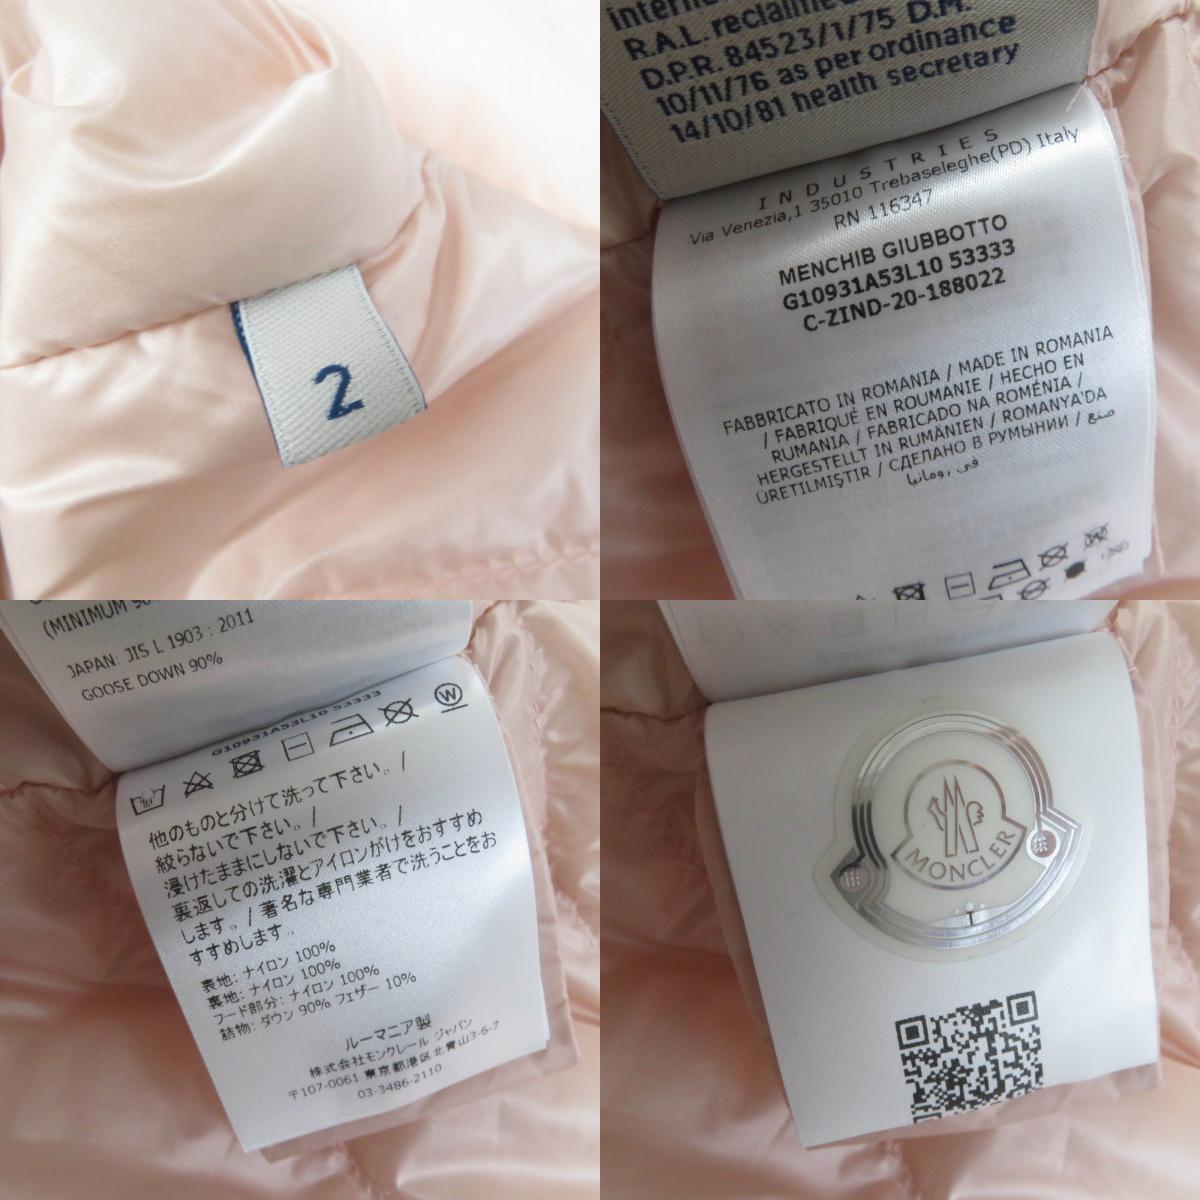 2
R.A.L. reclaimed
D.P.R. 84523/1/75 D.M.
10/11/76 as per ordinance
14/10/81 health secretary
INDUSTRIES
Via Venezia,1 35010 Trebaseleghe(PD) Italy
RN 116347
MENCHIB GIUBBOTTO
G10931A53L10 53333
C-ZIND-20-188022
FABBRICATO IN ROMANIA / MADE IN ROMANIA
/ FABRIQUÉ EN ROUMANIE / HECHO EN
RUMANIA / FABRICADO NA ROMÉNIA /
HERGESTELLT IN RUMÄNIEN / ROMANYA'DA
ÜRETILMIŞTIR / СДЕЛАНО В РУМЫНИИ / صنع
في رومانيا
(MINIMUM
JAPAN: JIS L 1903 : 2011
GOOSE DOWN 90%
G10931A53L10 53333
他のものと分けて洗って下さい。/
絞らないで下さい。/
浸けたままにしないで下さい。/
裏返しての洗濯とアイロンがけをおすすめ
します。/ 著名な専門業者で洗うことをお
すすめします。
表地: ナイロン 100%
裏地: ナイロン 100%
フード部分: ナイロン 100%
詰物: ダウン 90% フェザー 10%
ルーマニア製
株式会社モンクレール ジャパン
〒107-0061 東京都港区北青山3-6-7
03-3486-2110
MONCLER